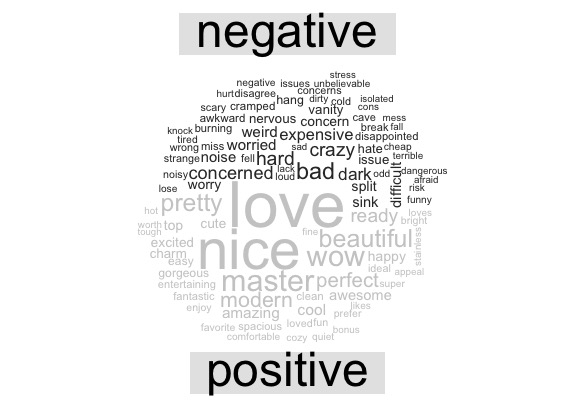 negative
stress
negative issues unbelievable
hurt disagree concerns
hang dirty cold isolated
scary cramped vanity cons
awkward nervous concern cave mess
knock burning weird expensive break fall
tired disappointed
wrong miss worried sad crazy hate cheap
strange noise fell hard issue terrible
noisy concerned lack bad dark odd difficult dangerous
loud afraid
lose worry split risk
sink funny
hot pretty love ready loves
worth top cute bright
tough fine
excited nice beautiful stainless
charm wow happy
easy ideal
gorgeous master perfect appeal
entertaining super
fantastic modern clean awesome
enjoy likes
amazing cool prefer
favorite spacious loved fun bonus
comfortable cozy quiet
positive